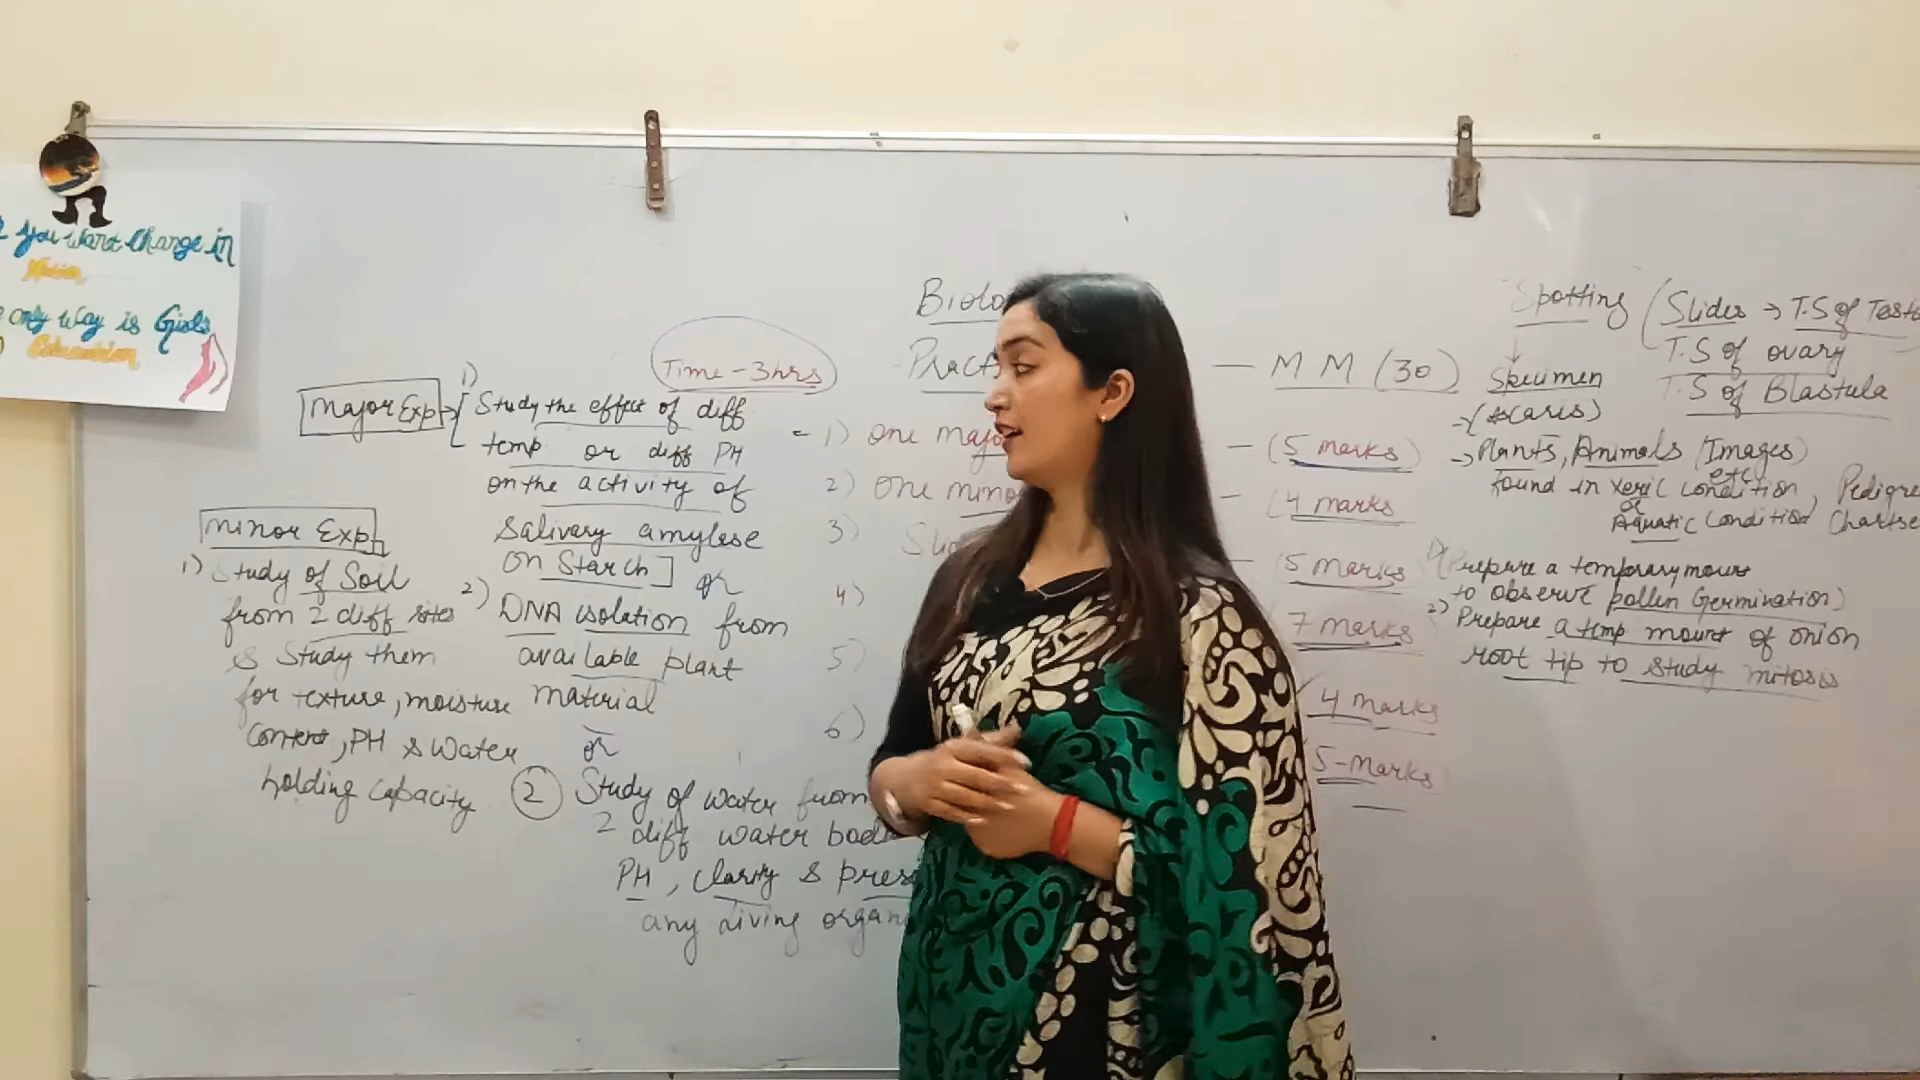 you want change in
only way is Girls
Education
Biolo
Time - 3hrs
Pract
— M M (30)
Major Exp → 1) Study the effect of diff
temp or diff PH
on the activity of
Salivary amylase
on Starch] or
2) DNA isolation from
available plant
material
or
② Study of water from
2 diff water bod
PH, clarity & pres
any living organ
Minor Exp
1) Study of Soil
from 2 diff sites
& Study them
for texture, moisture
content, PH & Water
holding capacity
1) One major — (5 marks)
2) One mino — (4 marks
3) — (5 marks
4) 7 marks
5) 4 marks
6) 5-marks
Spotting (Slides → T.S of Test
T.S of ovary
T.S of Blastula
Specimen
→ (Ascaris)
→ Plants, Animals (Images)
etc
found in xeric condition, Pedigre
or
Aquatic condition Charts
1) (Prepare a temporary mount
to observe pollen Germination)
2) Prepare a temp mount of onion
root tip to study mitosis